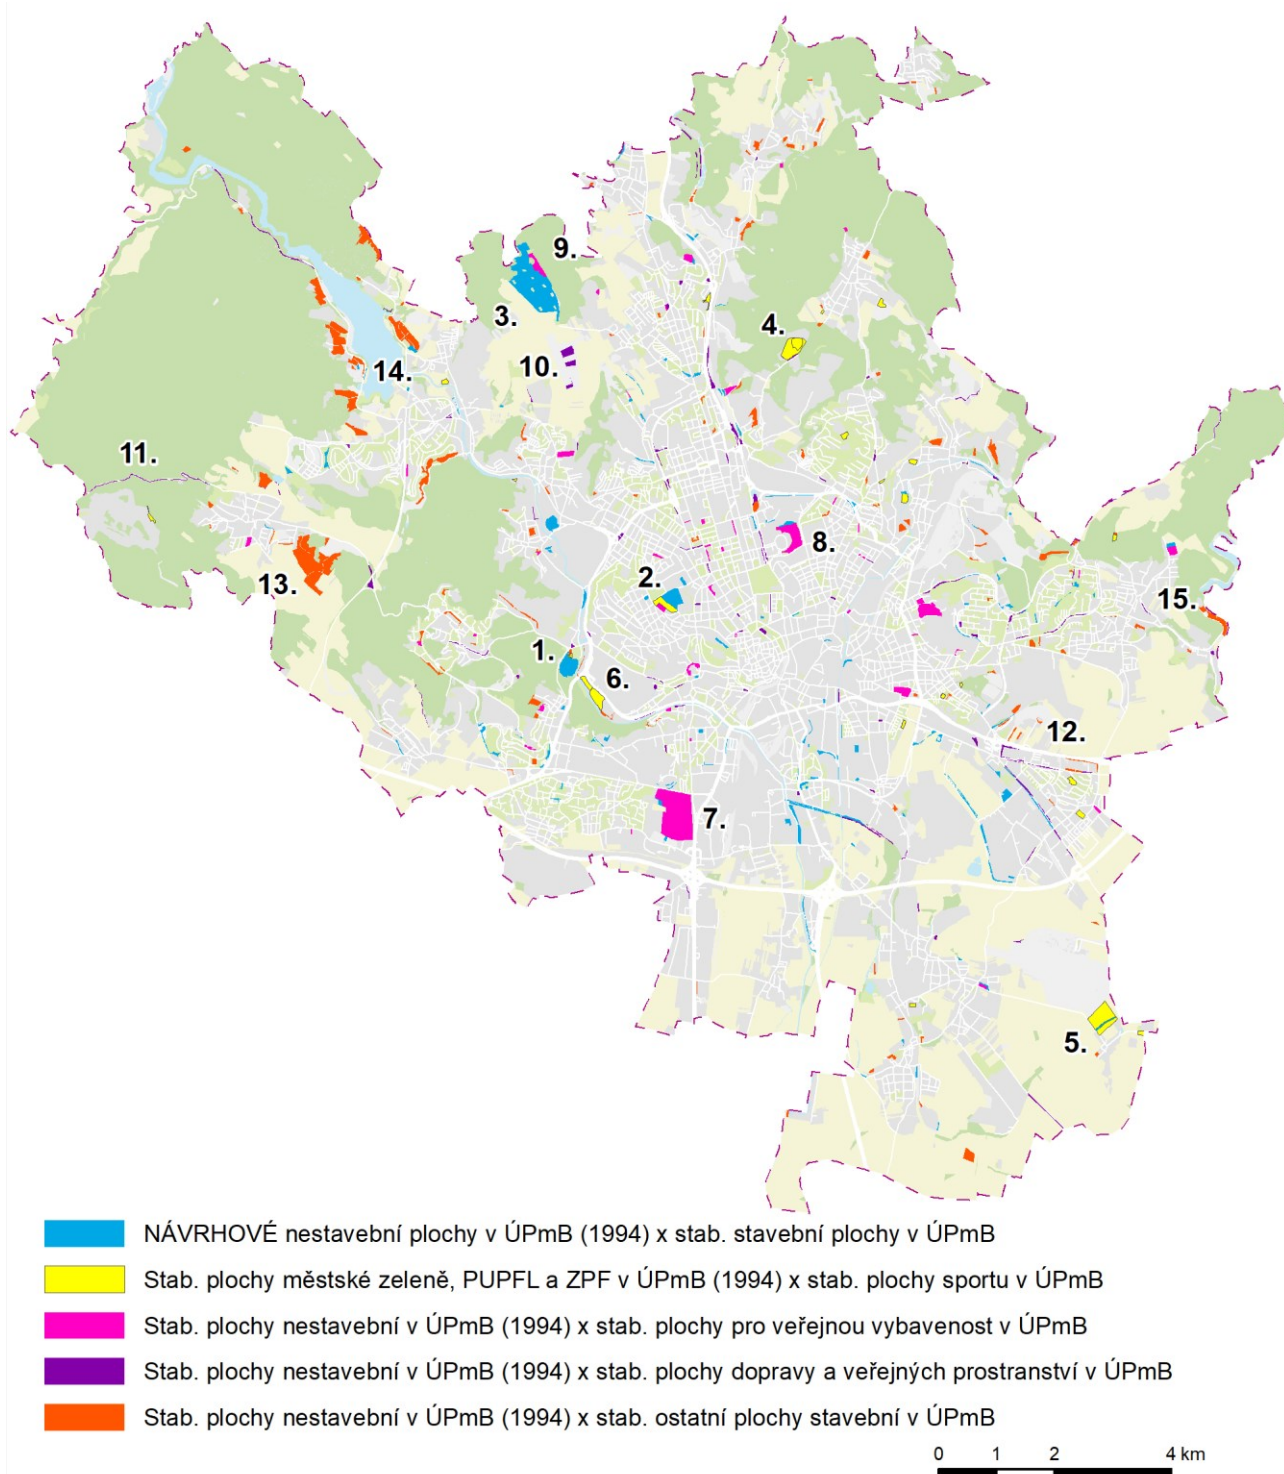 9.
3.
4.
10.
14.
11.
8.
2.
13.
15.
1.
6.
12.
7.
5.
NÁVRHOVÉ nestavební plochy v ÚPmB (1994) x stab. stavební plochy v ÚPmB
Stab. plochy městské zeleně, PUPFL a ZPF v ÚPmB (1994) x stab. plochy sportu v ÚPmB
Stab. plochy nestavební v ÚPmB (1994) x stab. plochy pro veřejnou vybavenost v ÚPmB
Stab. plochy nestavební v ÚPmB (1994) x stab. plochy dopravy a veřejných prostranství v ÚPmB
Stab. plochy nestavební v ÚPmB (1994) x stab. ostatní plochy stavební v ÚPmB
0 1 2 4 km